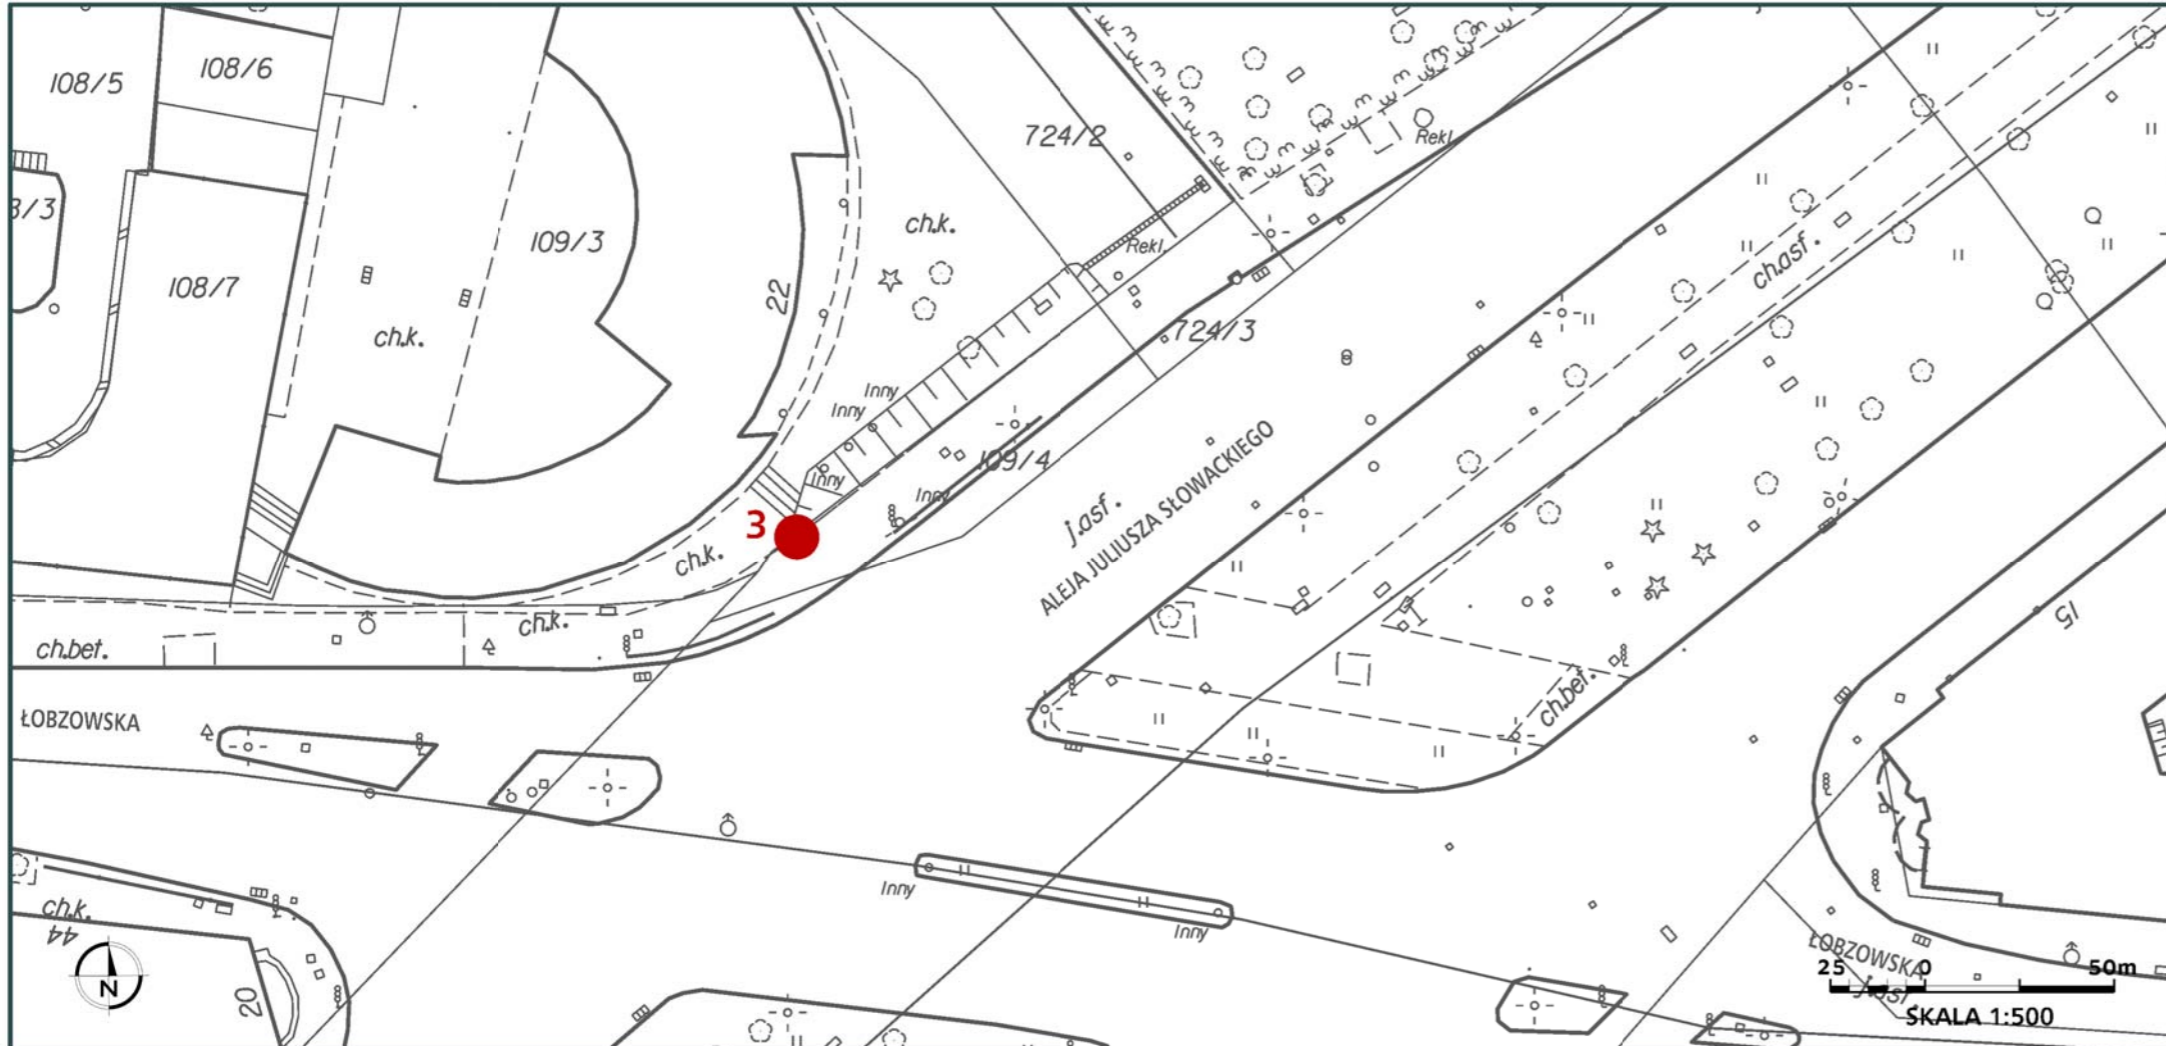 108/5
108/6
724/2
Rekl.
3/3
109/3
ch.k.
Rekl.
108/7
22
ch.asf.
ch.k.
724/3
Inny
Inny
109/4
Inny
Inny
3
j.asf.
ALEJA JULIUSZA SŁOWACKIEGO
ch.k.
ch.k.
ch.bet.
15
ch.bet.
ŁOBZOWSKA
Inny
Inny
ch.k.
44
N
20
ŁOBZOWSKA
25 0 50m
j.asf.
SKALA 1:500